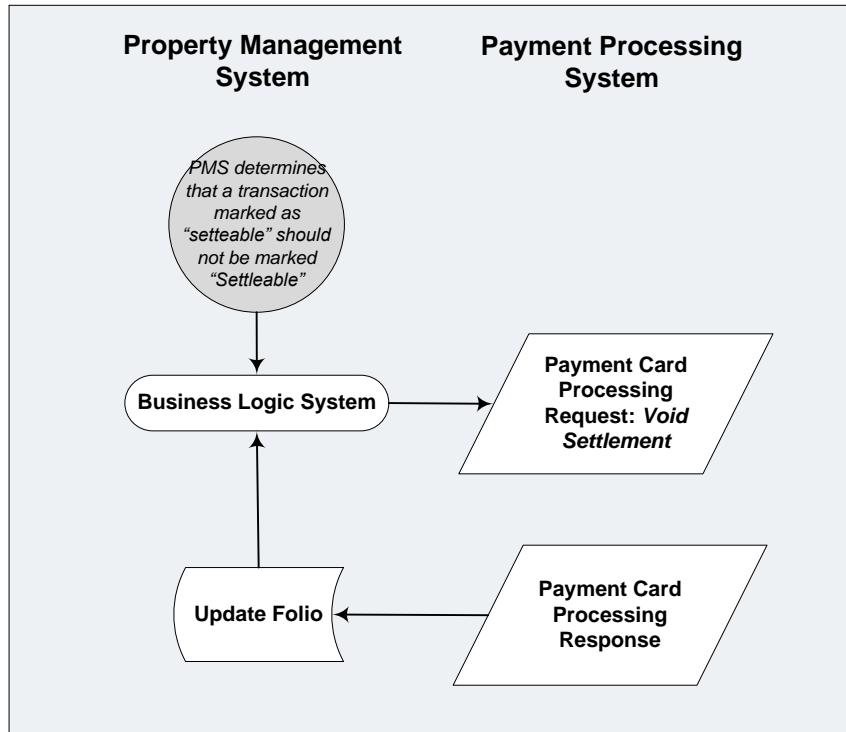 Property Management
System
Payment Processing
System
PMS determines
that a transaction
marked as
“setteable” should
not be marked
“Settleable”
Business Logic System
Payment Card
Processing
Request: Void
Settlement
Update Folio
Payment Card
Processing
Response